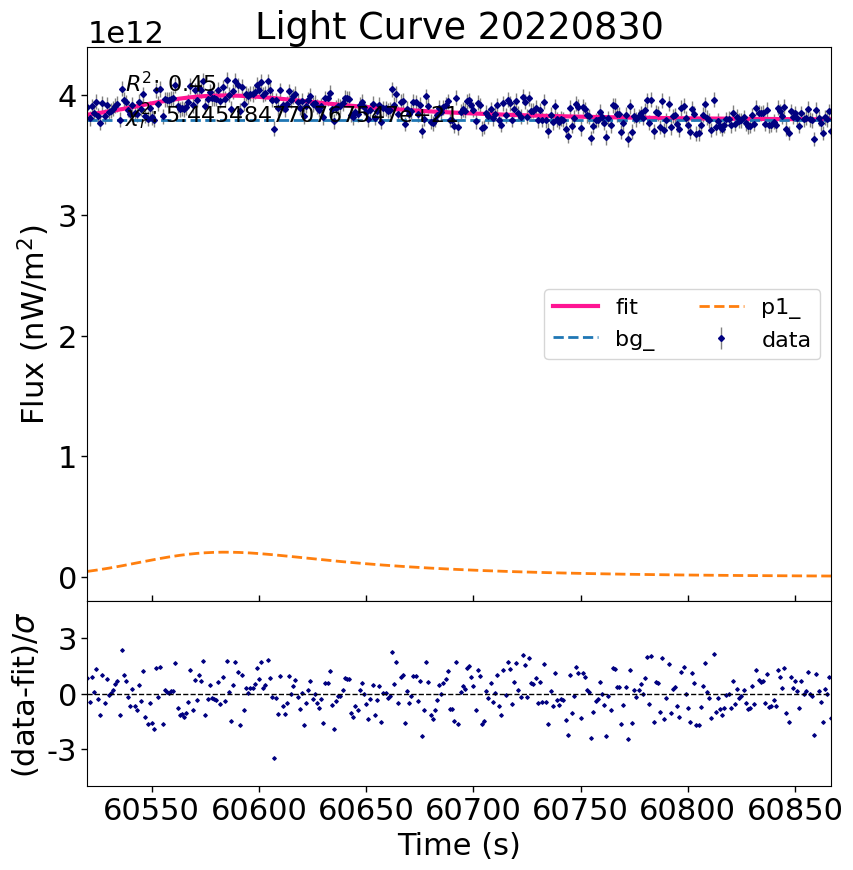 Light Curve 20220830
1e12
R²: 0.45
4
3
2
1
0
Flux (nW/m²)
fit
bg_
p1_
data
3
0
-3
(data-fit)/σ
60550 60600 60650 60700 60750 60800 60850
Time (s)